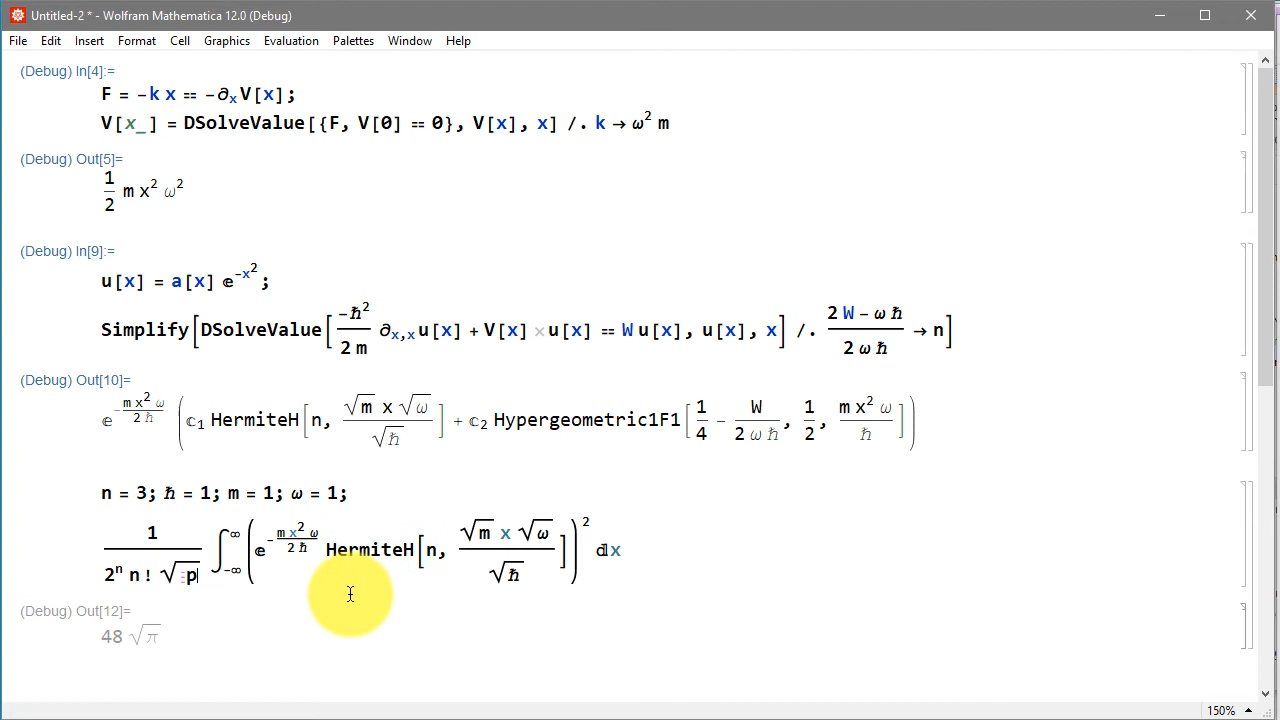 Untitled-2 * - Wolfram Mathematica 12.0 (Debug)
File Edit Insert Format Cell Graphics Evaluation Palettes Window Help
(Debug) In[4]:=
F = -k x == -∂ₓV[x];
V[x_] = DSolveValue[{F, V[0] == 0}, V[x], x] /. k → ω² m
(Debug) Out[5]=
1/2 m x² ω²
(Debug) In[9]:=
u[x] = a[x] ⅇ^(-x²);
Simplify[DSolveValue[(-ℏ²)/(2 m) ∂ₓ,ₓu[x] + V[x] × u[x] == W u[x], u[x], x] /. (2 W - ω ℏ)/(2 ω ℏ) → n]
(Debug) Out[10]=
ⅇ^(-(m x² ω)/(2 ℏ)) (𝕔₁ HermiteH[n, (√m x √ω)/√ℏ] + 𝕔₂ Hypergeometric1F1[1/4 - W/(2 ω ℏ), 1/2, (m x² ω)/ℏ])
n = 3; ℏ = 1; m = 1; ω = 1;
1/(2ⁿ n! √(⋮p)) ∫_(-∞)^∞ (ⅇ^(-(m x² ω)/(2 ℏ)) HermiteH[n, (√m x √ω)/√ℏ])² ⅆx
(Debug) Out[12]=
48 √π
150%